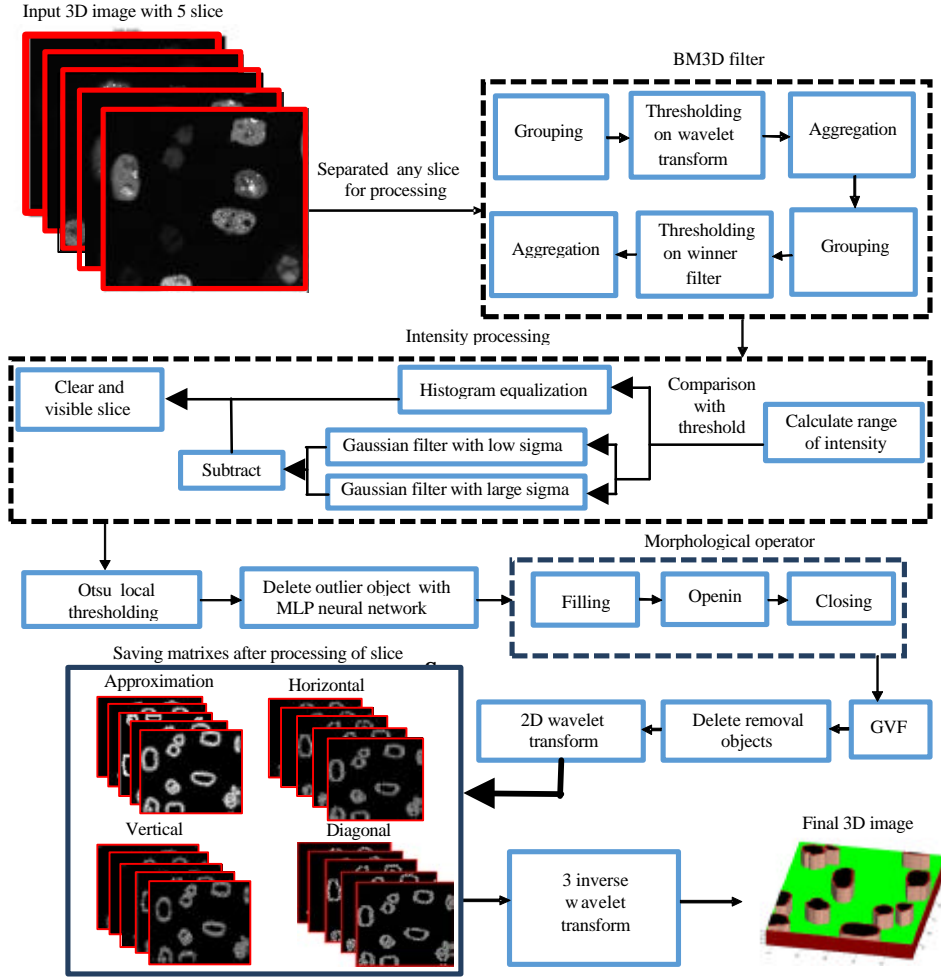 Input 3D image with 5 slice
BM3D filter
Separated any slice
for processing
Grouping
Thresholding
on wavelet
transform
Aggregation
Grouping
Thresholding
on winner
filter
Aggregation
Intensity processing
Calculate range
of intensity
Comparison
with
threshold
Histogram equalization
Gaussian filter with low sigma
Gaussian filter with large sigma
Subtract
Clear and
visible slice
Otsu local
thresholding
Delete outlier object with
MLP neural network
Morphological operator
Filling
Openin
Closing
GVF
Delete removal
objects
2D wavelet
transform
Saving matrixes after processing of slice
Approximation
Horizontal
Vertical
Diagonal
3 inverse
wavelet
transform
Final 3D image